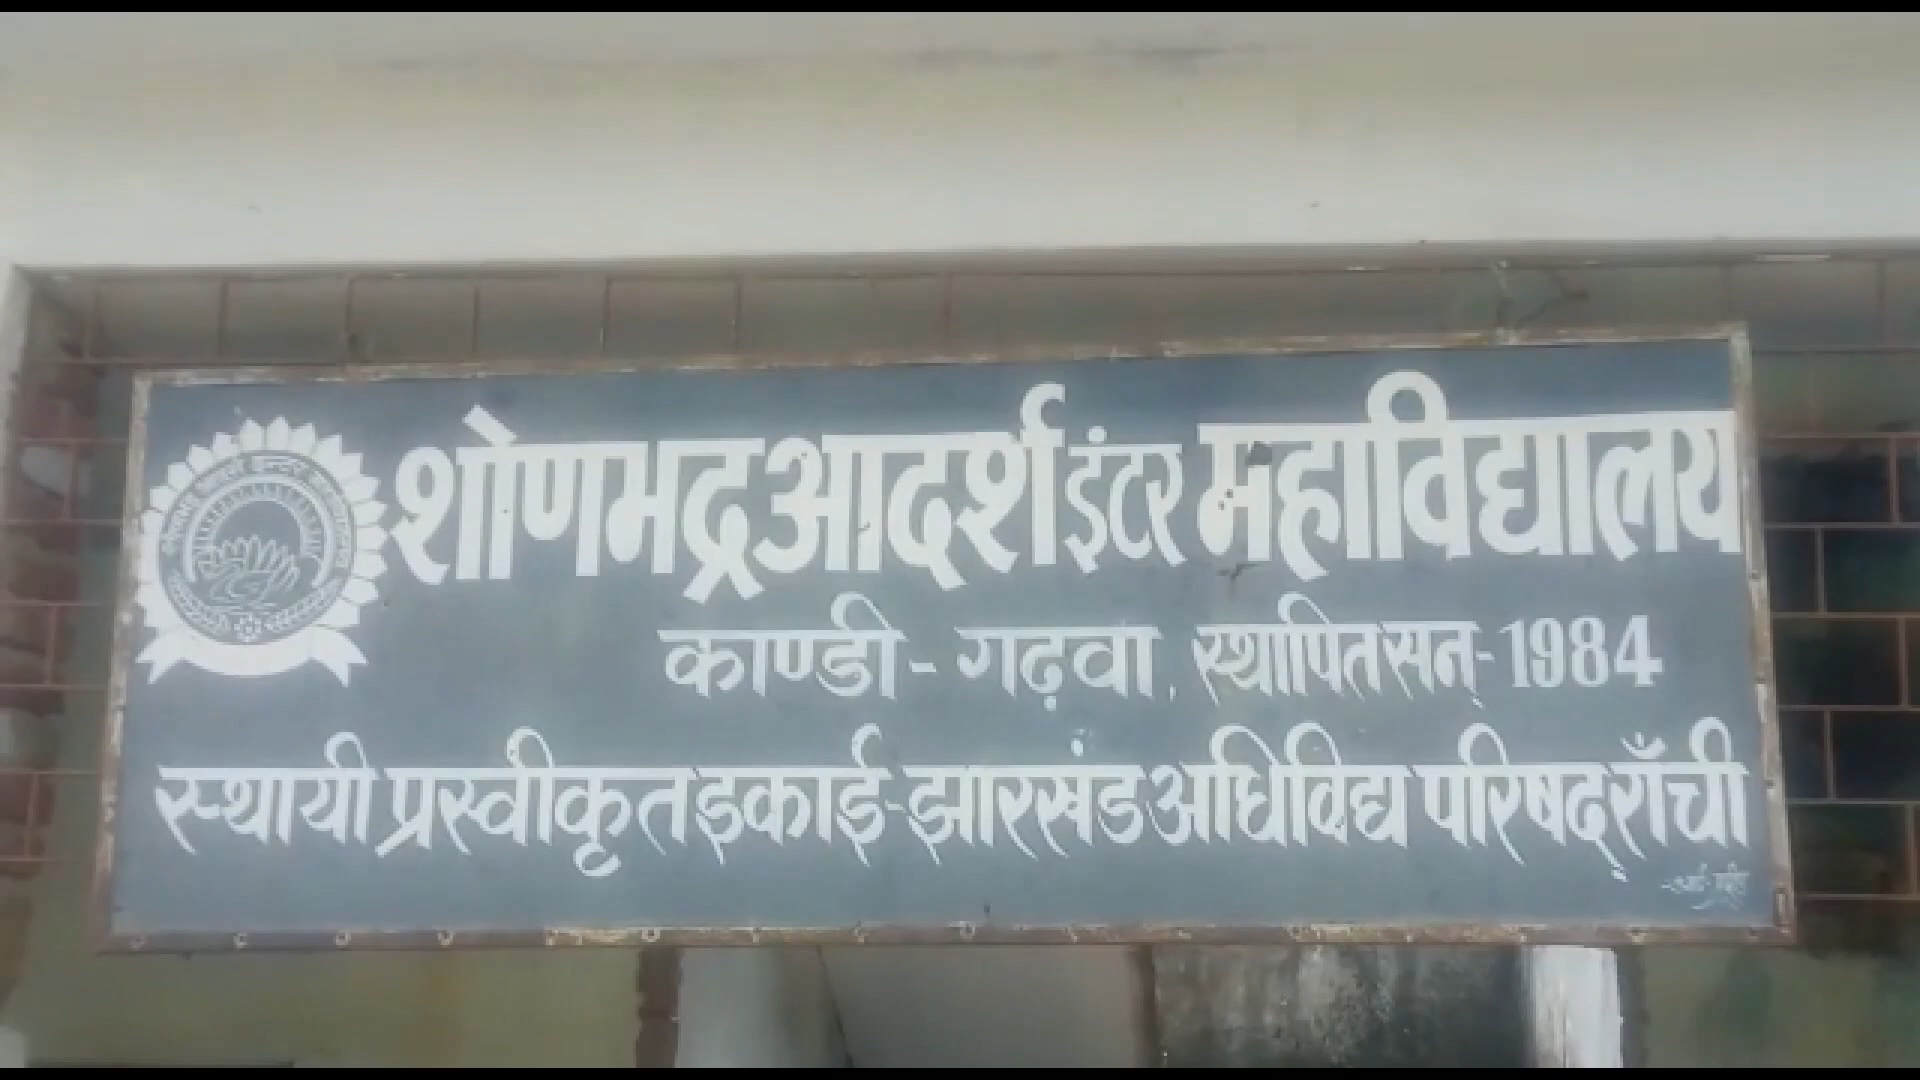 शोणभद्र आदर्श इंटर महाविद्यालय
काण्डी - गढ़वा, स्थापित सन् - 1984
स्थायी प्रस्वीकृत इकाई - झारखंड अधिविद्य परिषद् राँची